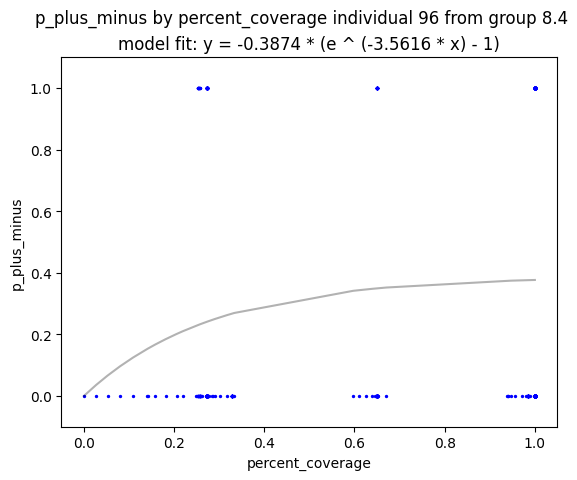 p_plus_minus by percent_coverage individual 96 from group 8.4
model fit: y = -0.3874 * (e ^ (-3.5616 * x) - 1)
1.0
0.8
0.6
0.4
0.2
0.0
p_plus_minus
0.0 0.2 0.4 0.6 0.8 1.0
percent_coverage